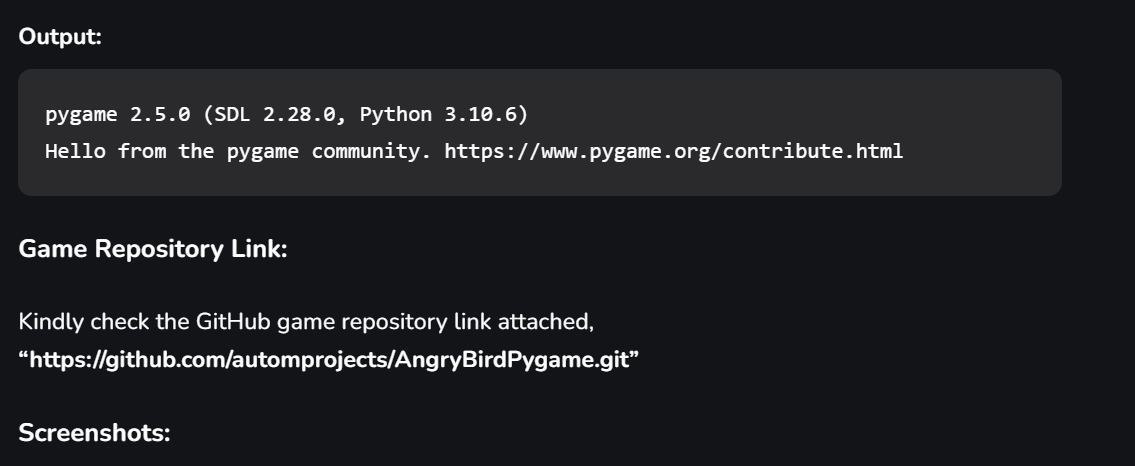 Output:
pygame 2.5.0 (SDL 2.28.0, Python 3.10.6)
Hello from the pygame community. https://www.pygame.org/contribute.html
Game Repository Link:
Kindly check the GitHub game repository link attached,
“https://github.com/automprojects/AngryBirdPygame.git”
Screenshots: